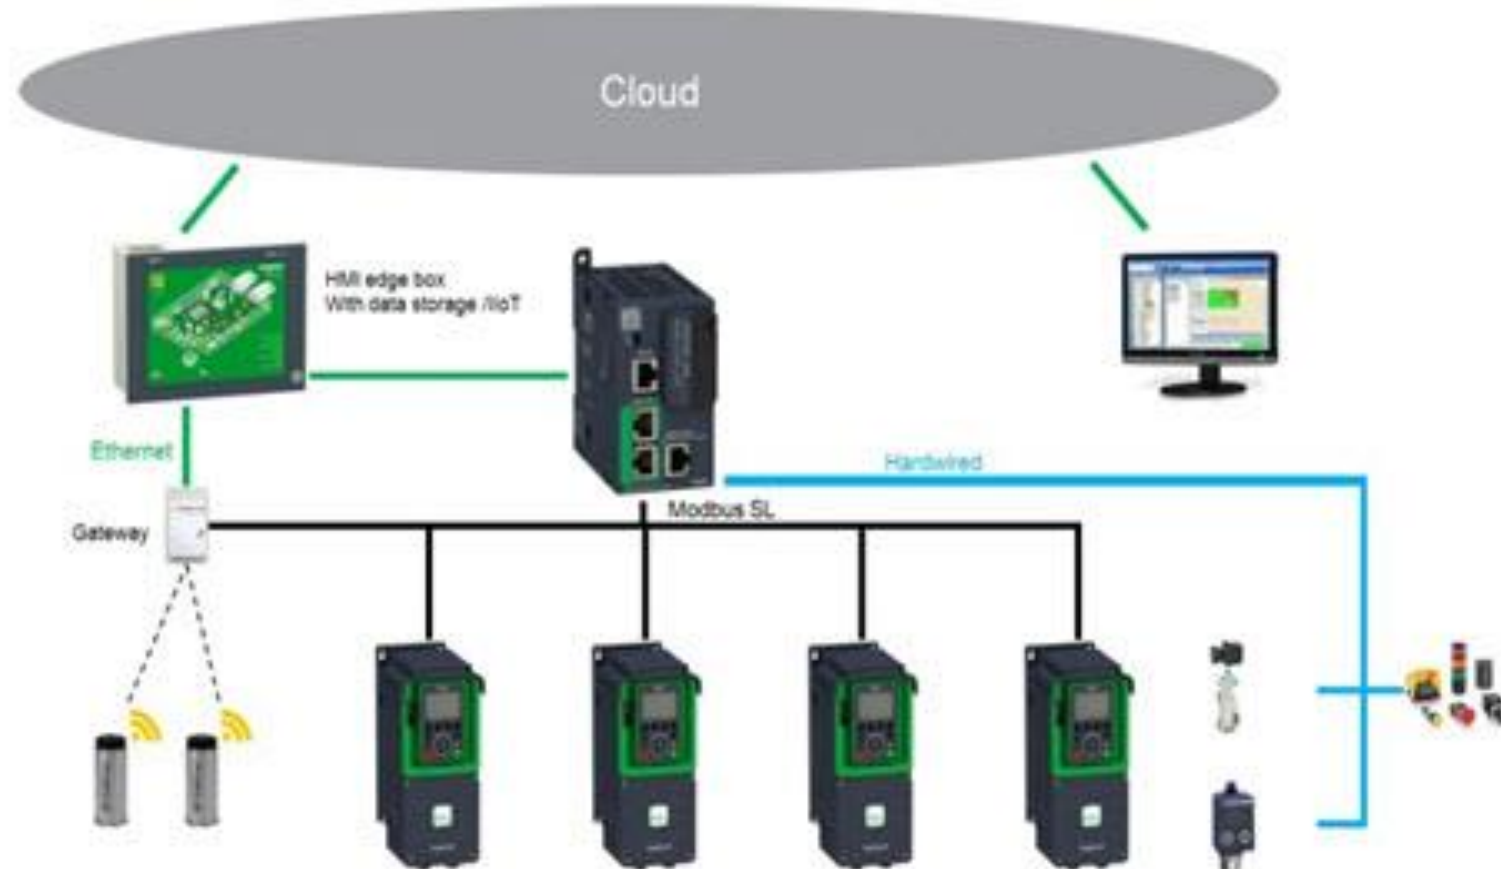 Cloud
HMI edge box
With data storage /IIoT
Ethernet
Hardwired
Modbus SL
Gateway